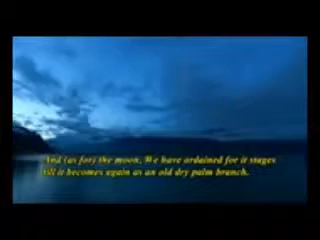 And (as for) the moon, We have ordained for it stages
till it becomes again as an old dry palm branch.